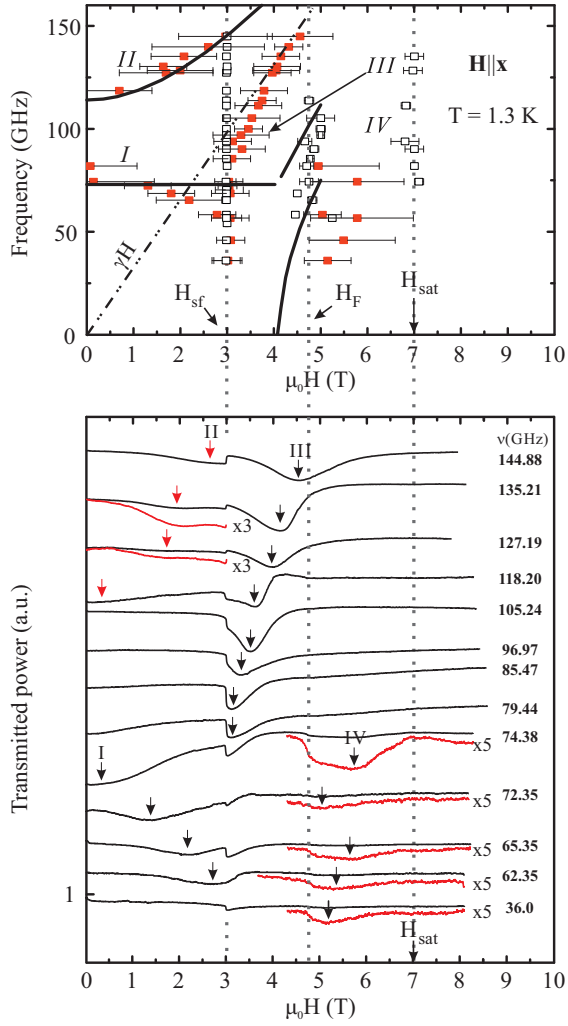 150
100
50
0
Frequency (GHz)
II
I
γH
III
IV
H||x
T = 1.3 K
H_sf
H_F
H_sat
0 1 2 3 4 5 6 7 8 9 10
μ₀H (T)
ν(GHz)
II
III
144.88
135.21
x3
127.19
x3
118.20
105.24
96.97
85.47
79.44
74.38
I
IV
x5
72.35
x5
65.35
x5
62.35
x5
36.0
x5
1
Transmitted power (a.u.)
H_sat
0 1 2 3 4 5 6 7 8 9 10
μ₀H (T)